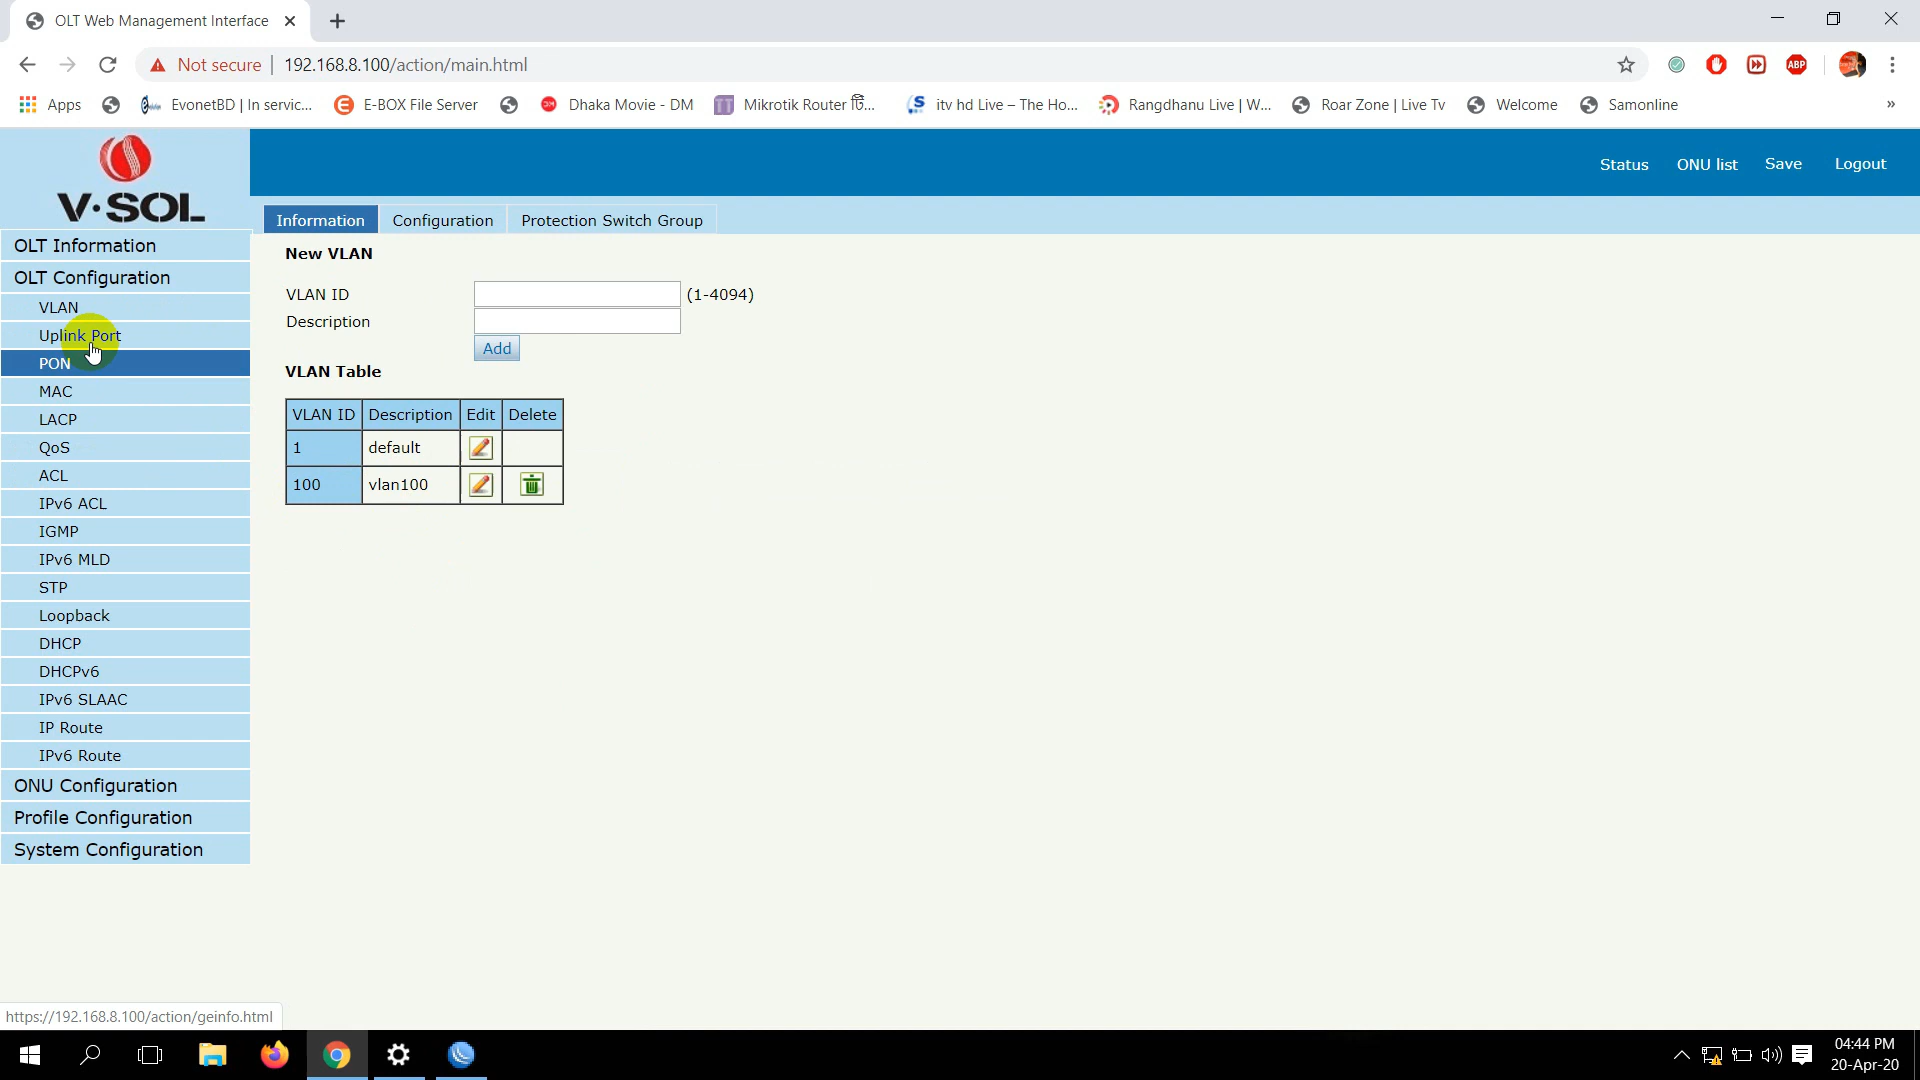 OLT Web Management Interface
Not secure | 192.168.8.100/action/main.html
Apps
EvonetBD | In servic...
E-BOX File Server
Dhaka Movie - DM
itv hd Live – The Ho...
Rangdhanu Live | W...
Roar Zone | Live Tv
Welcome
Samonline
»
ABP
V·SOL
Status
ONU list
Save
Logout
Information
Configuration
Protection Switch Group
OLT Information
OLT Configuration
VLAN
Uplink Port
PON
MAC
LACP
QoS
ACL
IPv6 ACL
IGMP
IPv6 MLD
STP
Loopback
DHCP
DHCPv6
IPv6 SLAAC
IP Route
IPv6 Route
ONU Configuration
Profile Configuration
System Configuration
New VLAN
VLAN ID (1-4094)
Description
Add
VLAN Table
VLAN ID Description Edit Delete
1 default
100 vlan100
https://192.168.8.100/action/geinfo.html
04:44 PM
20-Apr-20